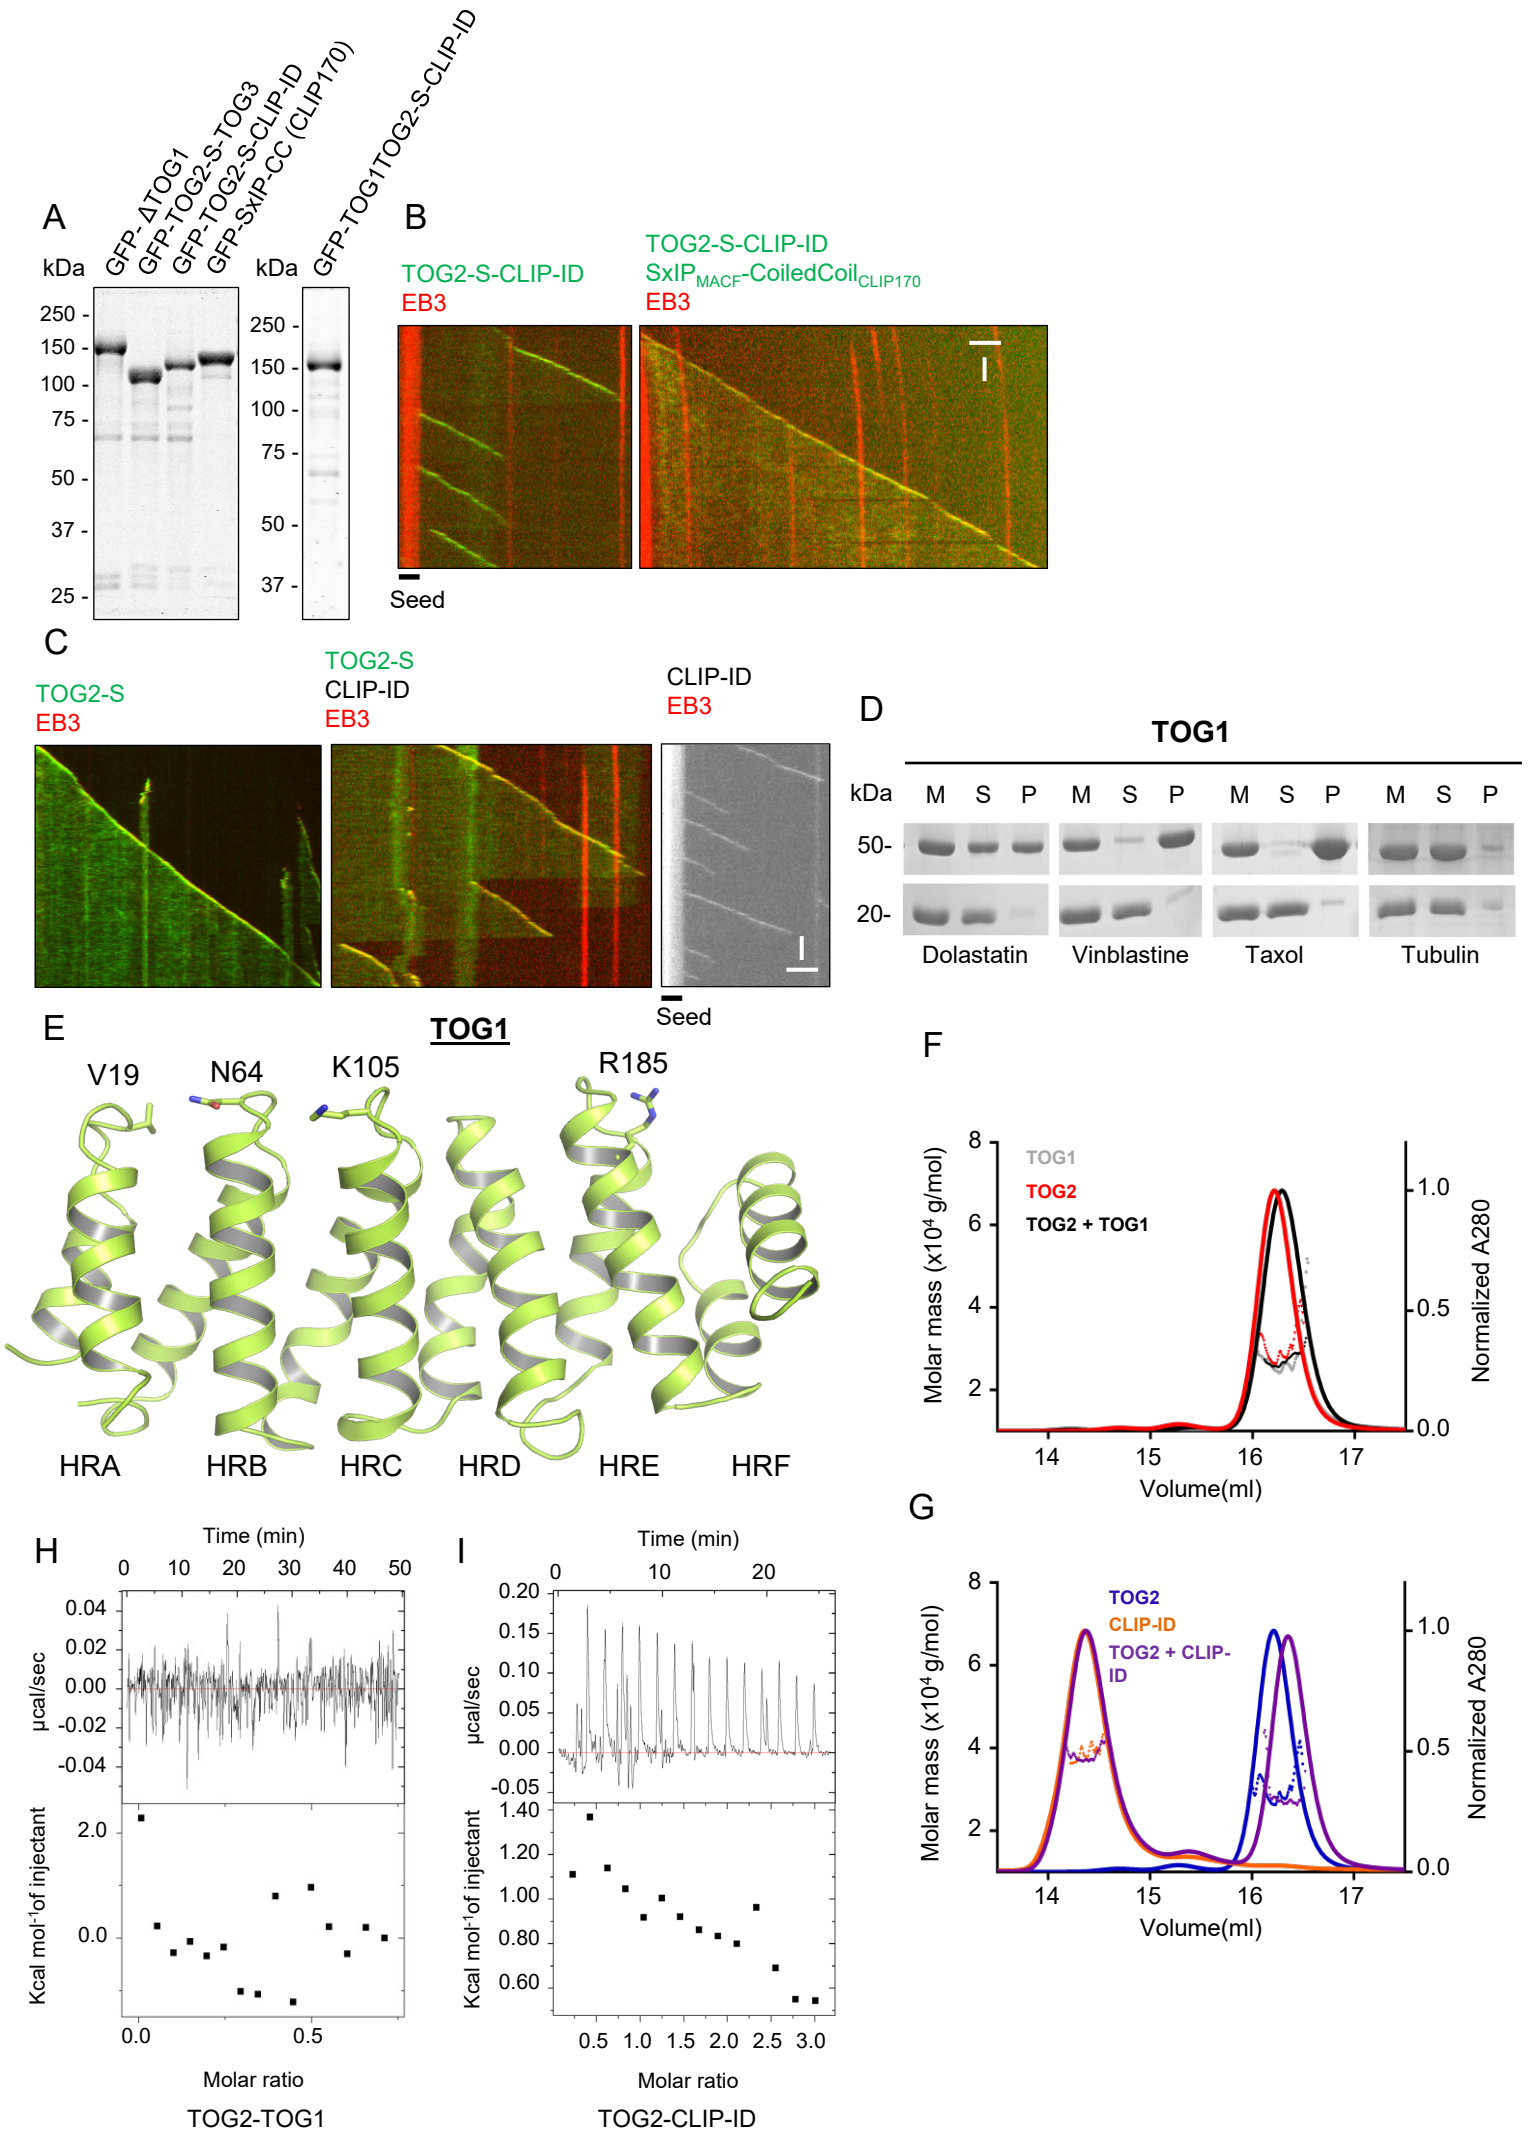 A
kDa
GFP- ΔTOG1
GFP-TOG2-S-TOG3
GFP-TOG2-S-CLIP-ID
GFP-SxIP-CC (CLIP170)
250 -
150 -
100 -
75 -
50 -
37 -
25 -
kDa
GFP-TOG1TOG2-S-CLIP-ID
250 -
150 -
100 -
75 -
50 -
37 -
B
TOG2-S-CLIP-ID
EB3
TOG2-S-CLIP-ID
SxIPMACF-CoiledCoilCLIP170
EB3
Seed
C
TOG2-S
EB3
TOG2-S
CLIP-ID
EB3
CLIP-ID
EB3
Seed
D
TOG1
kDa
M S P M S P M S P M S P
50-
20-
Dolastatin Vinblastine Taxol Tubulin
E
TOG1
V19 N64 K105 R185
HRA HRB HRC HRD HRE HRF
F
Molar mass (x10⁴ g/mol)
8
6
4
2
TOG1
TOG2
TOG2 + TOG1
1.0
0.5
0.0
Normalized A280
14 15 16 17
Volume(ml)
G
Molar mass (x10⁴ g/mol)
8
6
4
2
TOG2
CLIP-ID
TOG2 + CLIP-
ID
1.0
0.5
0.0
Normalized A280
14 15 16 17
Volume(ml)
H
Time (min)
0 10 20 30 40 50
µcal/sec
0.04
0.02
0.00
-0.02
-0.04
Kcal mol⁻¹of injectant
2.0
0.0
0.0 0.5
Molar ratio
TOG2-TOG1
I
Time (min)
0 10 20
µcal/sec
0.20
0.15
0.10
0.05
0.00
-0.05
Kcal mol⁻¹of injectant
1.40
1.20
1.00
0.80
0.60
0.5 1.0 1.5 2.0 2.5 3.0
Molar ratio
TOG2-CLIP-ID